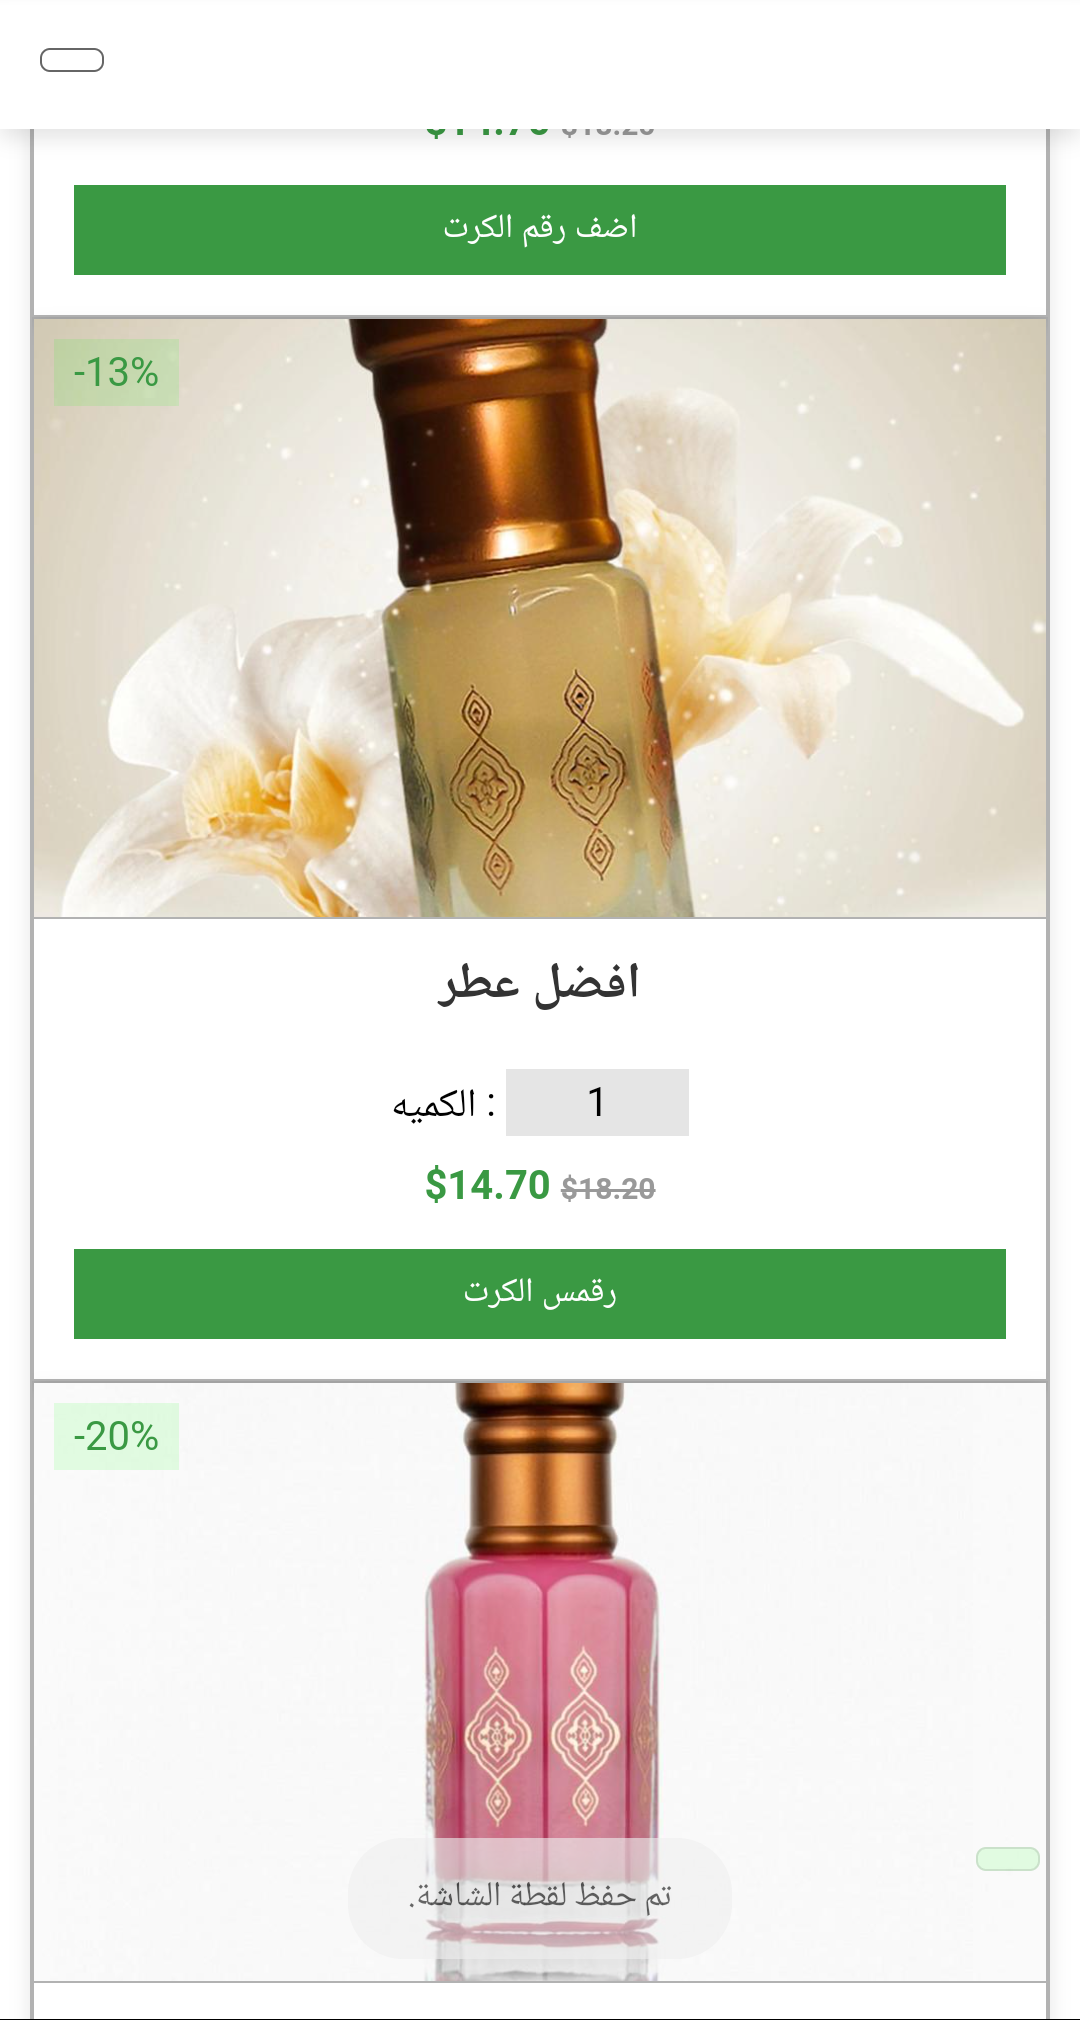 اضف رقم الكرت
-13%
افضل عطر
الكميه : 1
$14.70 $18.20
رقمس الكرت
-20%
تم حفظ لقطة الشاشة.